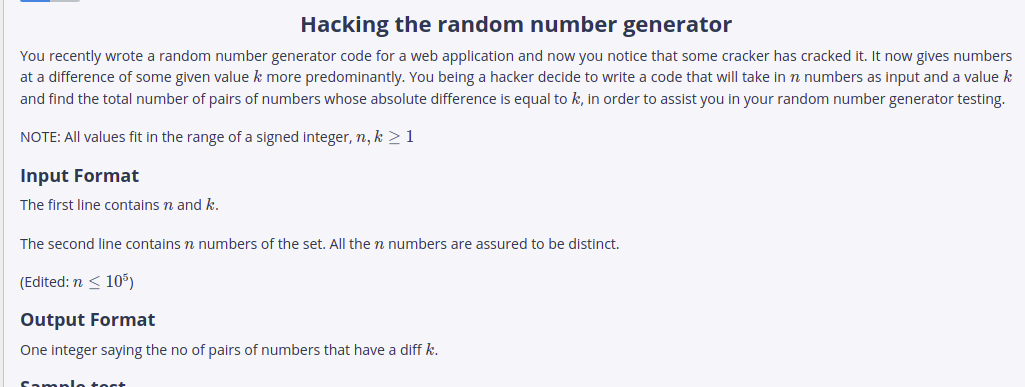 Hacking the random number generator
You recently wrote a random number generator code for a web application and now you notice that some cracker has cracked it. It now gives numbers
at a difference of some given value k more predominantly. You being a hacker decide to write a code that will take in n numbers as input and a value k
and find the total number of pairs of numbers whose absolute difference is equal to k, in order to assist you in your random number generator testing.
NOTE: All values fit in the range of a signed integer, n, k ≥ 1
Input Format
The first line contains n and k.
The second line contains n numbers of the set. All the n numbers are assured to be distinct.
(Edited: n ≤ 10⁵)
Output Format
One integer saying the no of pairs of numbers that have a diff k.
Sample test